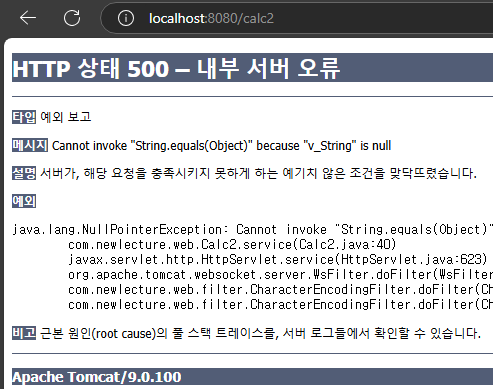 localhost:8080/calc2
HTTP 상태 500 – 내부 서버 오류
타입 예외 보고
메시지 Cannot invoke "String.equals(Object)" because "v_String" is null
설명 서버가, 해당 요청을 충족시키지 못하게 하는 예기치 않은 조건을 맞닥뜨렸습니다.
예외
java.lang.NullPointerException: Cannot invoke "String.equals(Object)"
com.newlecture.web.Calc2.service(Calc2.java:40)
javax.servlet.http.HttpServlet.service(HttpServlet.java:623)
org.apache.tomcat.websocket.server.WsFilter.doFilter(WsFilter
com.newlecture.web.filter.CharacterEncodingFilter.doFilter(Ch
com.newlecture.web.filter.CharacterEncodingFilter.doFilter(Ch
비고 근본 원인(root cause)의 풀 스택 트레이스를, 서버 로그들에서 확인할 수 있습니다.
Apache Tomcat/9.0.100